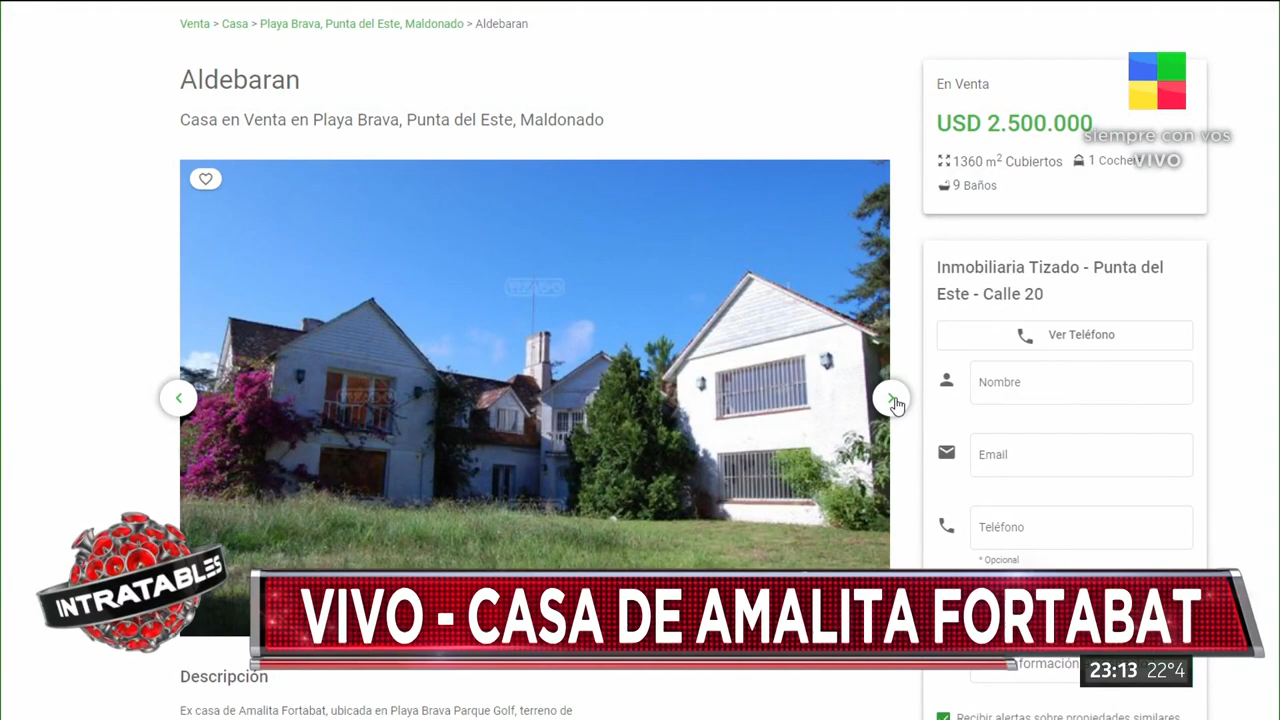 Venta > Casa > Playa Brava, Punta del Este, Maldonado > Aldebaran
Aldebaran
Casa en Venta en Playa Brava, Punta del Este, Maldonado
En Venta
USD 2.500.000
siempre con vos
VIVO
1360 m² Cubiertos
1 Cochera
9 Baños
TIZADO
Inmobiliaria Tizado - Punta del
Este - Calle 20
Ver Teléfono
Nombre
Email
Teléfono
* Opcional
INTRATABLES
VIVO - CASA DE AMALITA FORTABAT
23:13 22°4
Descripción
Ex casa de Amalita Fortabat, ubicada en Playa Brava Parque Golf, terreno de
Recibir alertas sobre propiedades similares